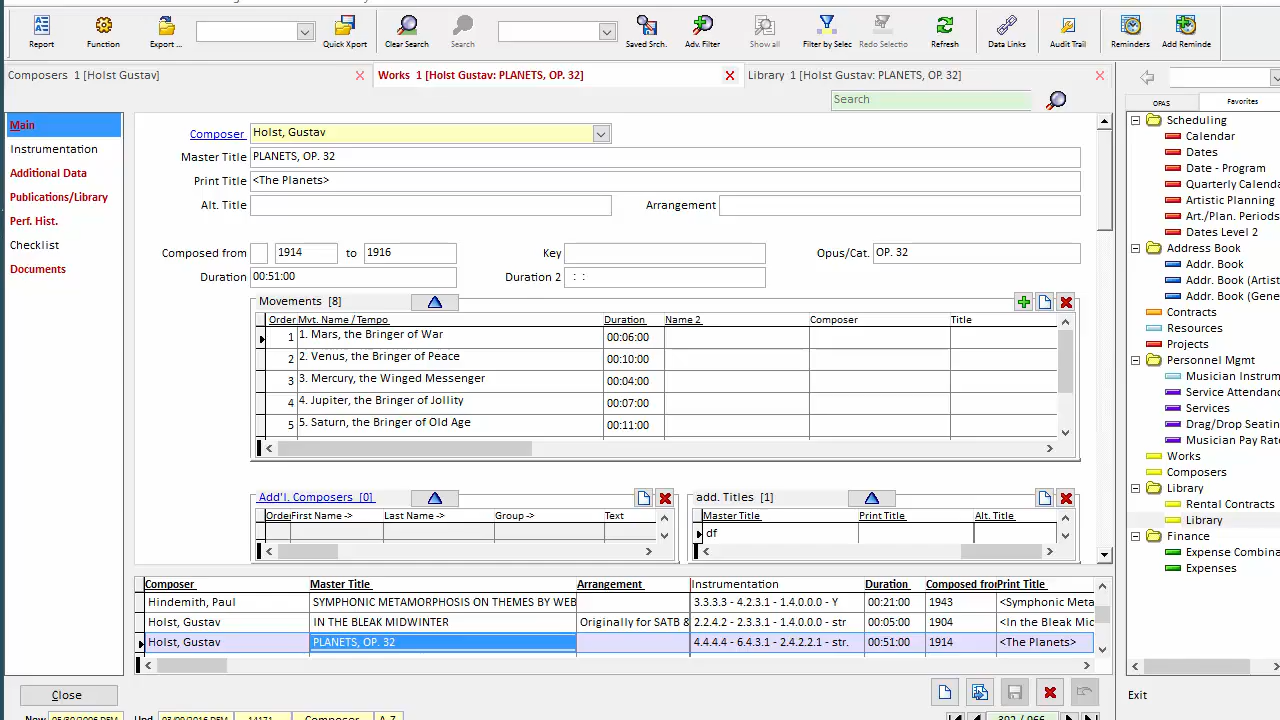 Report
Function
Export ...
Quick Xport
Clear Search
Search
Saved Srch.
Adv. Filter
Show all
Filter by Selec
Redo Selectio
Refresh
Data Links
Audit Trail
Reminders
Add Reminde
Composers 1 [Holst Gustav]
Works 1 [Holst Gustav: PLANETS, OP. 32]
Library 1 [Holst Gustav: PLANETS, OP. 32]
Search
OPAS
Favorites
Main
Instrumentation
Additional Data
Publications/Library
Perf. Hist.
Checklist
Documents
Composer Holst, Gustav
Master Title PLANETS, OP. 32
Print Title <The Planets>
Alt. Title
Arrangement
Composed from 1914 to 1916
Key
Opus/Cat. OP. 32
Duration 00:51:00
Duration 2 : :
Movements [8]
Order Mvt. Name / Tempo Duration Name 2 Composer Title
1 1. Mars, the Bringer of War 00:06:00
2 2. Venus, the Bringer of Peace 00:10:00
3 3. Mercury, the Winged Messenger 00:04:00
4 4. Jupiter, the Bringer of Jollity 00:07:00
5 5. Saturn, the Bringer of Old Age 00:11:00
Add'l. Composers [0]
Order First Name -> Last Name -> Group -> Text
add. Titles [1]
Master Title Print Title Alt. Title
df
Composer Master Title Arrangement Instrumentation Duration Composed from Print Title
Hindemith, Paul SYMPHONIC METAMORPHOSIS ON THEMES BY WEB 3.3.3.3 - 4.2.3.1 - 1.4.0.0.0 - Y 00:21:00 1943 <Symphonic Meta
Holst, Gustav IN THE BLEAK MIDWINTER Originally for SATB & 2.2.4.2 - 2.3.3.1 - 1.4.0.0.0 - str 00:05:00 1904 <In the Bleak Mic
Holst, Gustav PLANETS, OP. 32 4.4.4.4 - 6.4.3.1 - 2.4.2.2.1 - str. 00:51:00 1914 <The Planets>
Close
Scheduling
Calendar
Dates
Date - Program
Quarterly Calenda
Artistic Planning
Art./Plan. Periods
Dates Level 2
Address Book
Addr. Book
Addr. Book (Artist
Addr. Book (Gene
Contracts
Resources
Projects
Personnel Mgmt
Musician Instrum
Service Attendanc
Services
Drag/Drop Seatin
Musician Pay Rate
Works
Composers
Library
Rental Contracts
Library
Finance
Expense Combina
Expenses
Exit